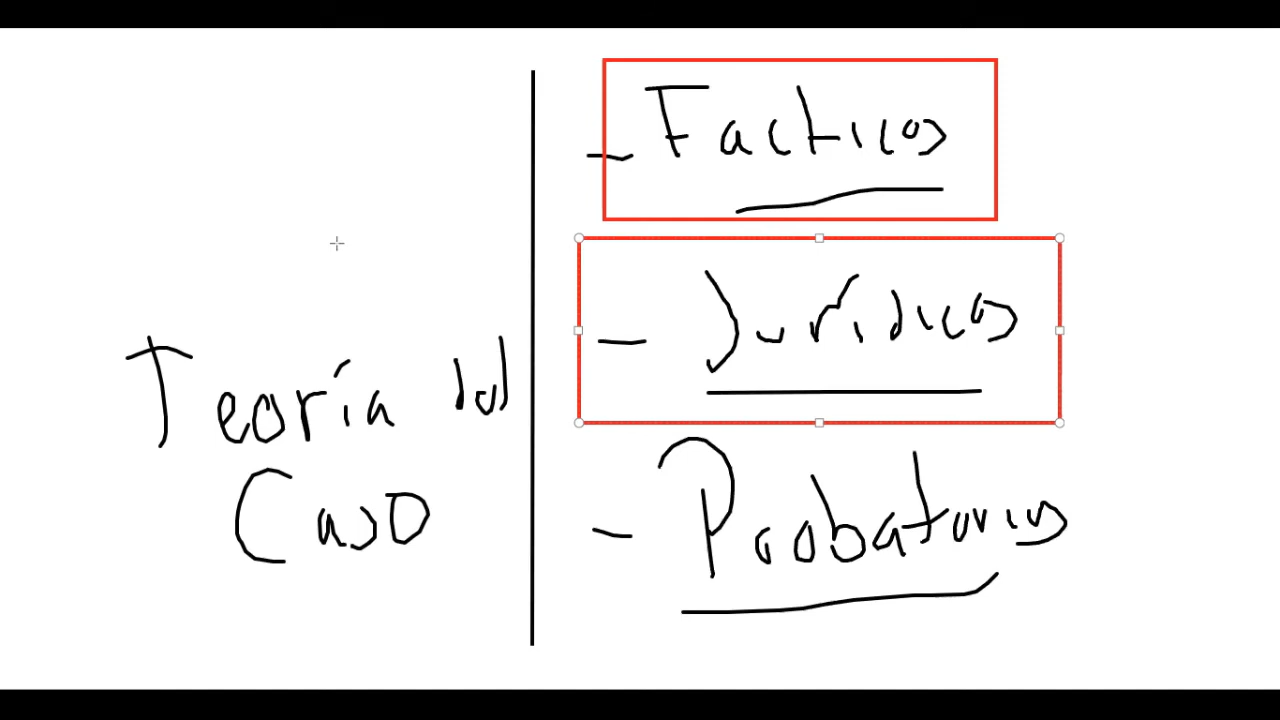 - Facticos
- Jurídicos
- Probatorios
Teoría del
Caso